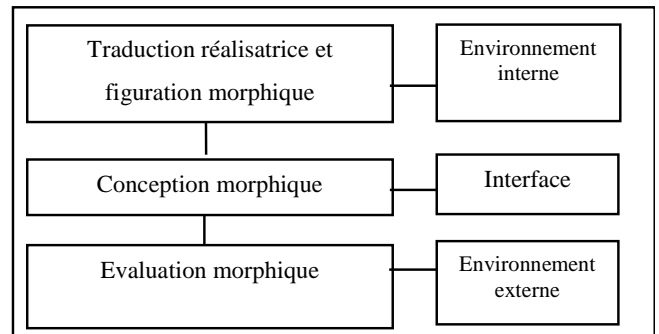 Traduction réalisatrice et
figuration morphique
Environnement
interne
Conception morphique
Interface
Evaluation morphique
Environnement
externe